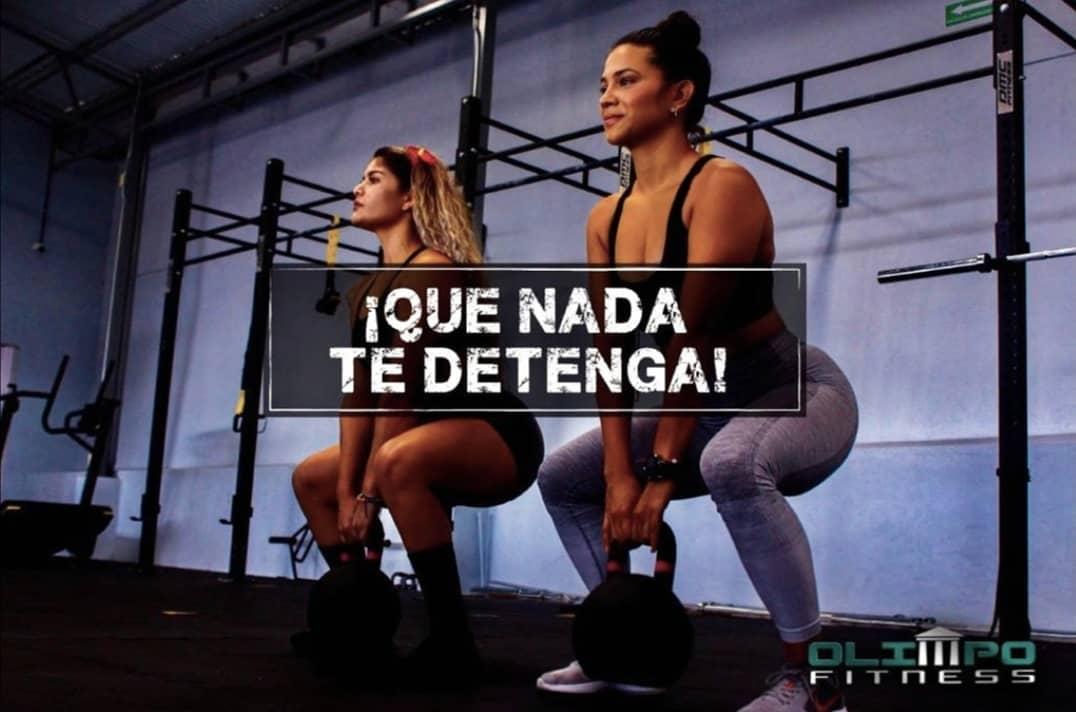 ¡QUE NADA
TE DETENGA!
OLIMPO
FITNESS